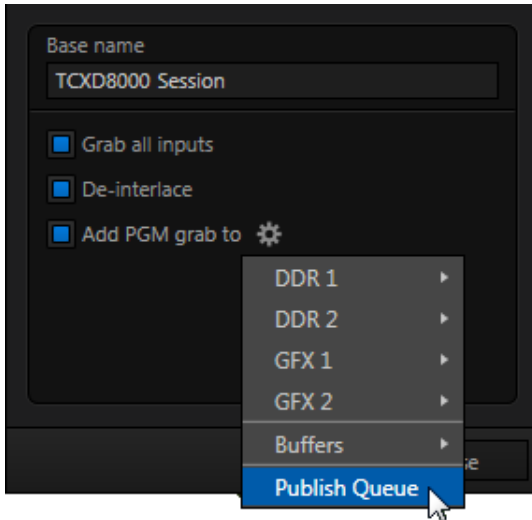 Base name
TCXD8000 Session
Grab all inputs
De-interlace
Add PGM grab to
DDR 1
DDR 2
GFX 1
GFX 2
Buffers
Publish Queue